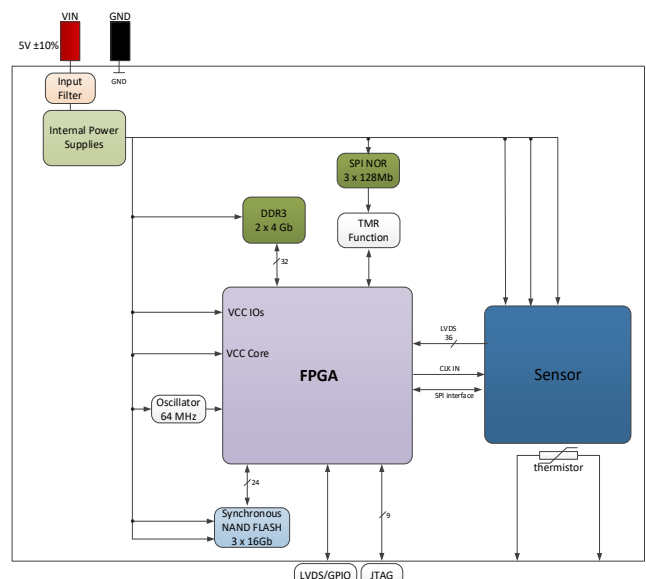 VIN
GND
5V ±10%
GND
Input
Filter
Internal Power
Supplies
SPI NOR
3 x 128Mb
DDR3
2 x 4 Gb
TMR
Function
32
VCC IOs
VCC Core
FPGA
LVDS
36
CLK IN
SPI interface
Sensor
Oscillator
64 MHz
thermistor
24
Synchronous
NAND FLASH
3 x 16Gb
9
LVDS/GPIO
JTAG